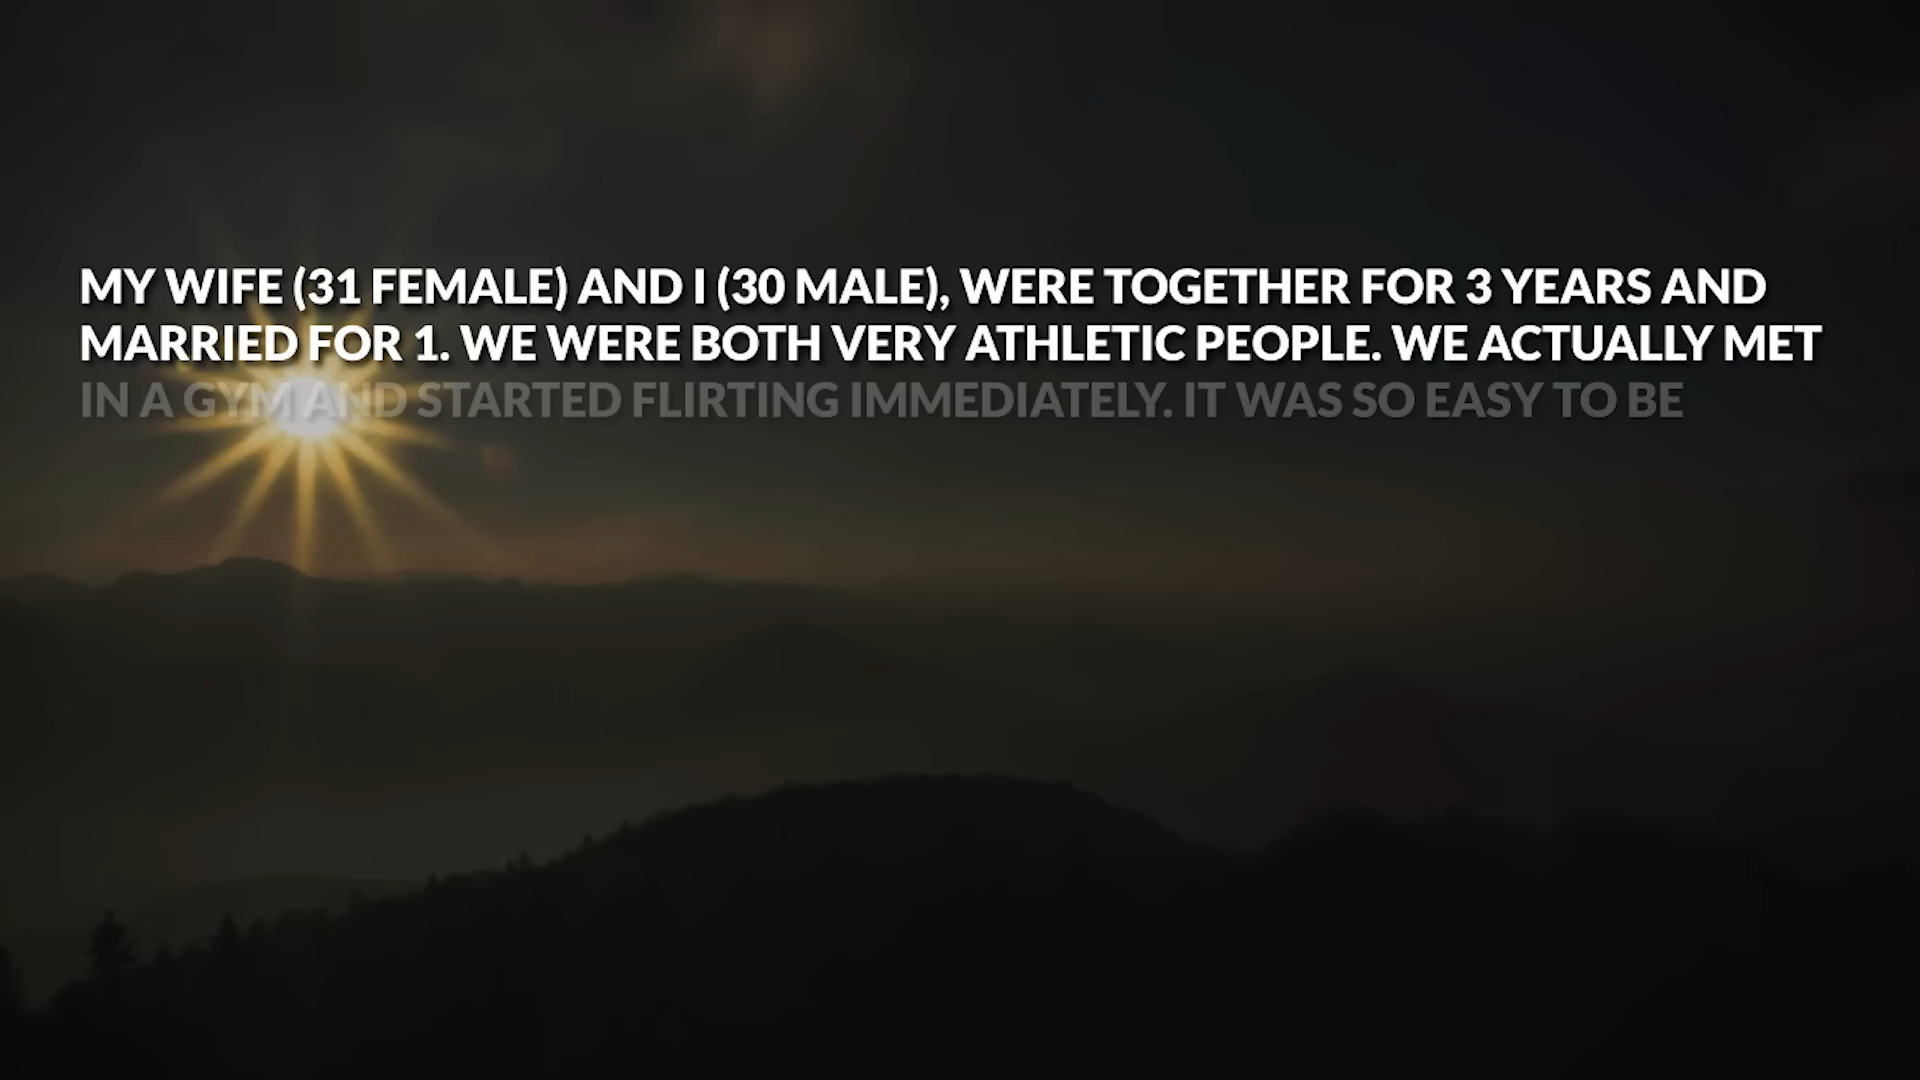 MY WIFE (31 FEMALE) AND I (30 MALE), WERE TOGETHER FOR 3 YEARS AND
MARRIED FOR 1. WE WERE BOTH VERY ATHLETIC PEOPLE. WE ACTUALLY MET
IN A GYM AND STARTED FLIRTING IMMEDIATELY. IT WAS SO EASY TO BE